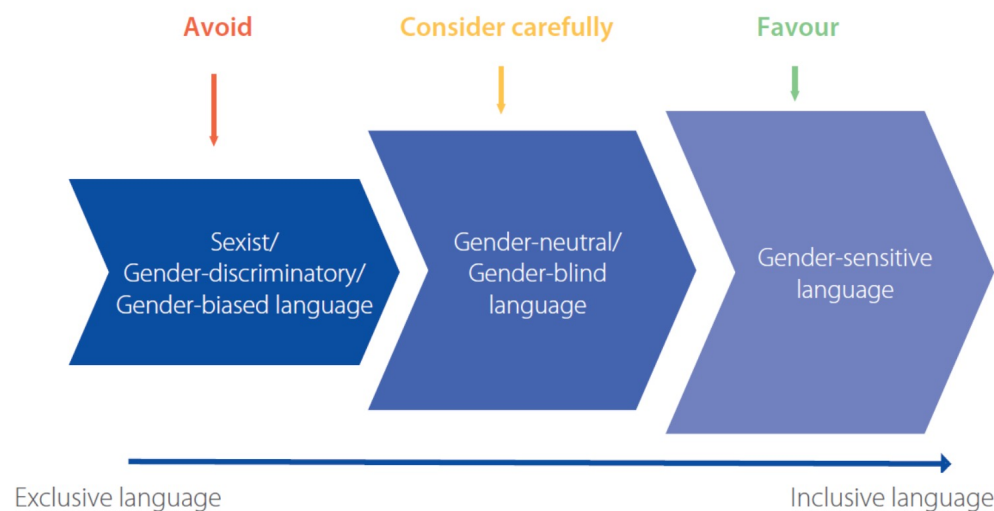 Avoid
Consider carefully
Favour
Sexist/
Gender-discriminatory/
Gender-biased language
Gender-neutral/
Gender-blind
language
Gender-sensitive
language
Exclusive language
Inclusive language